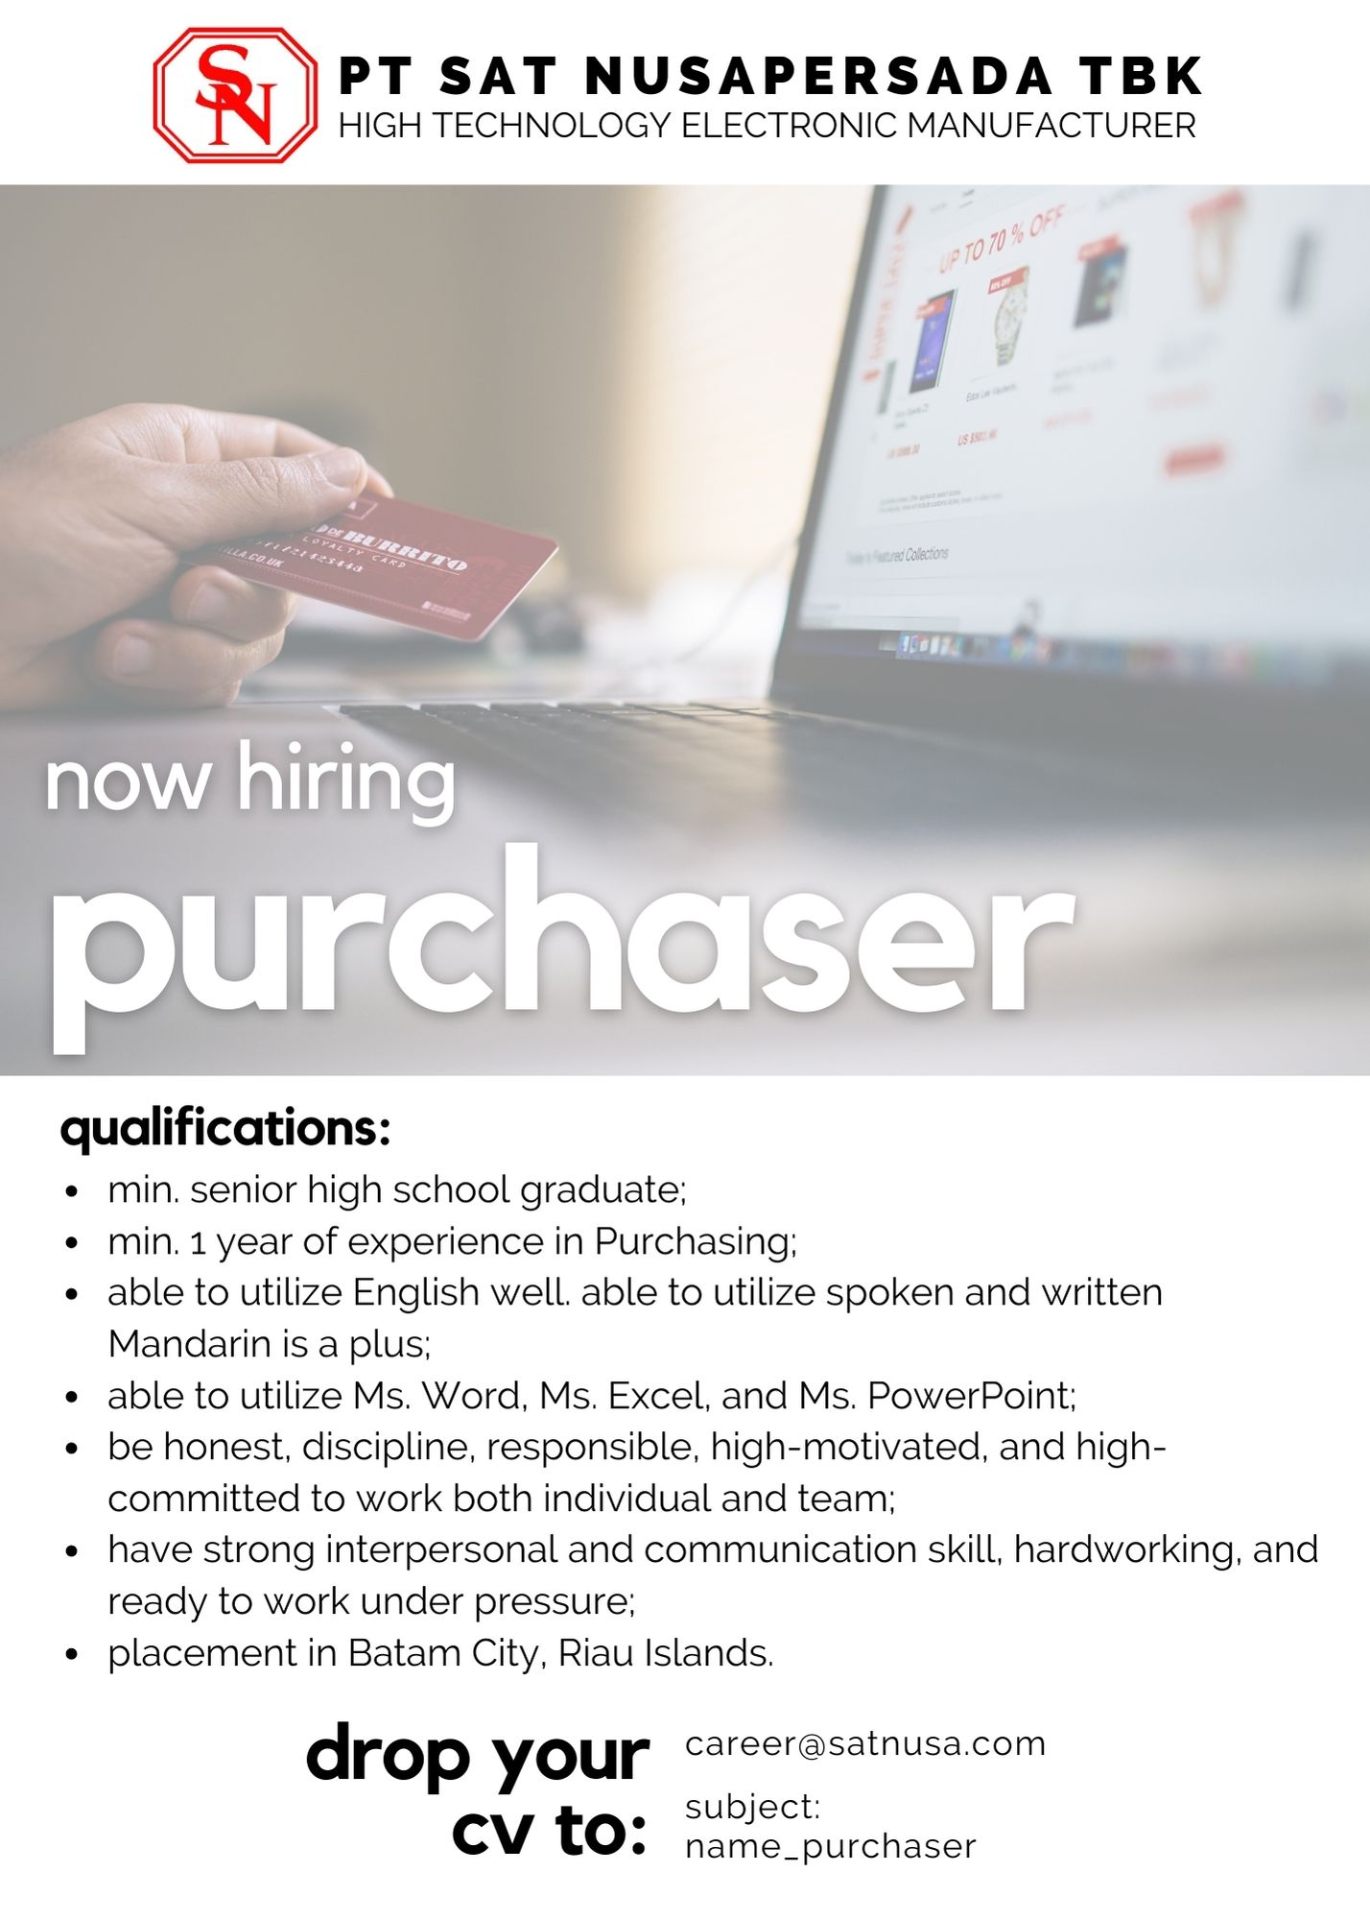 SN
PT SAT NUSAPERSADA TBK
HIGH TECHNOLOGY ELECTRONIC MANUFACTURER
UP TO 70 % OFF
Featured Collections
BURRITO
LOYALTY CARD
now hiring
purchaser
qualifications:
• min. senior high school graduate;
• min. 1 year of experience in Purchasing;
• able to utilize English well. able to utilize spoken and written
Mandarin is a plus;
• able to utilize Ms. Word, Ms. Excel, and Ms. PowerPoint;
• be honest, discipline, responsible, high-motivated, and high-
committed to work both individual and team;
• have strong interpersonal and communication skill, hardworking, and
ready to work under pressure;
• placement in Batam City, Riau Islands.
drop your
cv to:
career@satnusa.com
subject:
name_purchaser